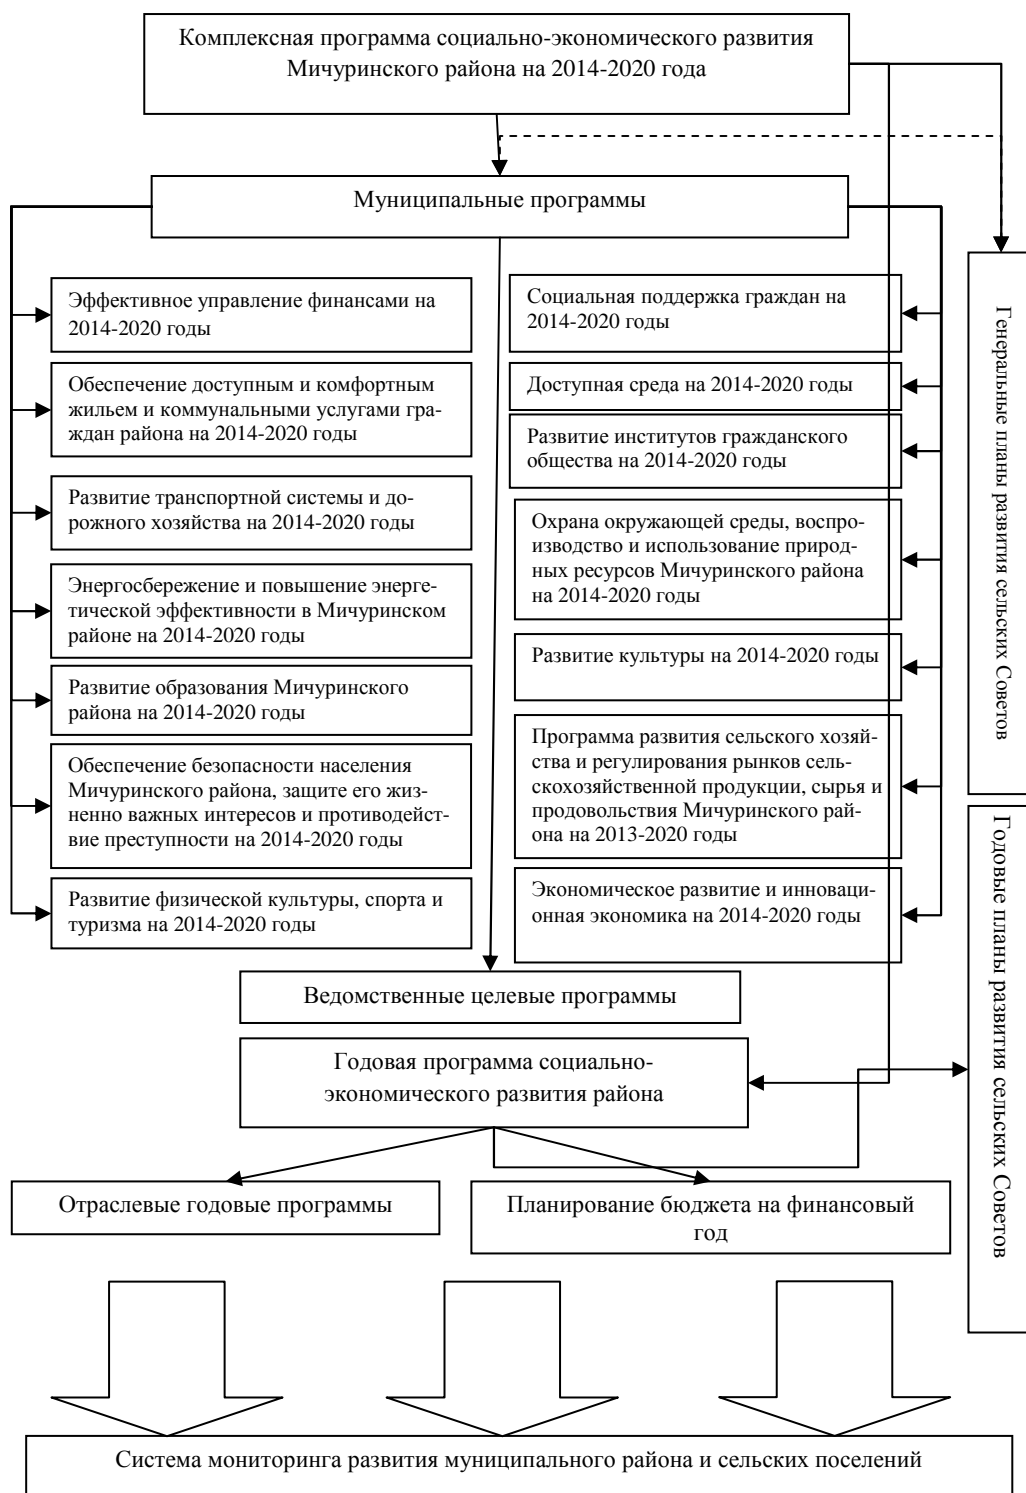 Комплексная программа социально-экономического развития
Мичуринского района на 2014-2020 года
Муниципальные программы
Эффективное управление финансами на
2014-2020 годы
Обеспечение доступным и комфортным
жильем и коммунальными услугами гра-
ждан района на 2014-2020 годы
Развитие транспортной системы и до-
рожного хозяйства на 2014-2020 годы
Энергосбережение и повышение энерге-
тической эффективности в Мичуринском
районе на 2014-2020 годы
Развитие образования Мичуринского
района на 2014-2020 годы
Обеспечение безопасности населения
Мичуринского района, защите его жиз-
ненно важных интересов и противодейст-
вие преступности на 2014-2020 годы
Развитие физической культуры, спорта и
туризма на 2014-2020 годы
Социальная поддержка граждан на
2014-2020 годы
Доступная среда на 2014-2020 годы
Развитие институтов гражданского
общества на 2014-2020 годы
Охрана окружающей среды, воспро-
изводство и использование природ-
ных ресурсов Мичуринского района
на 2014-2020 годы
Развитие культуры на 2014-2020 годы
Программа развития сельского хозяй-
ства и регулирования рынков сель-
скохозяйственной продукции, сырья и
продовольствия Мичуринского рай-
она на 2013-2020 годы
Экономическое развитие и инноваци-
онная экономика на 2014-2020 годы
Генеральные планы развития сельских Советов
Годовые планы развития сельских Советов
Ведомственные целевые программы
Годовая программа социально-
экономического развития района
Отраслевые годовые программы
Планирование бюджета на финансовый
год
Система мониторинга развития муниципального района и сельских поселений